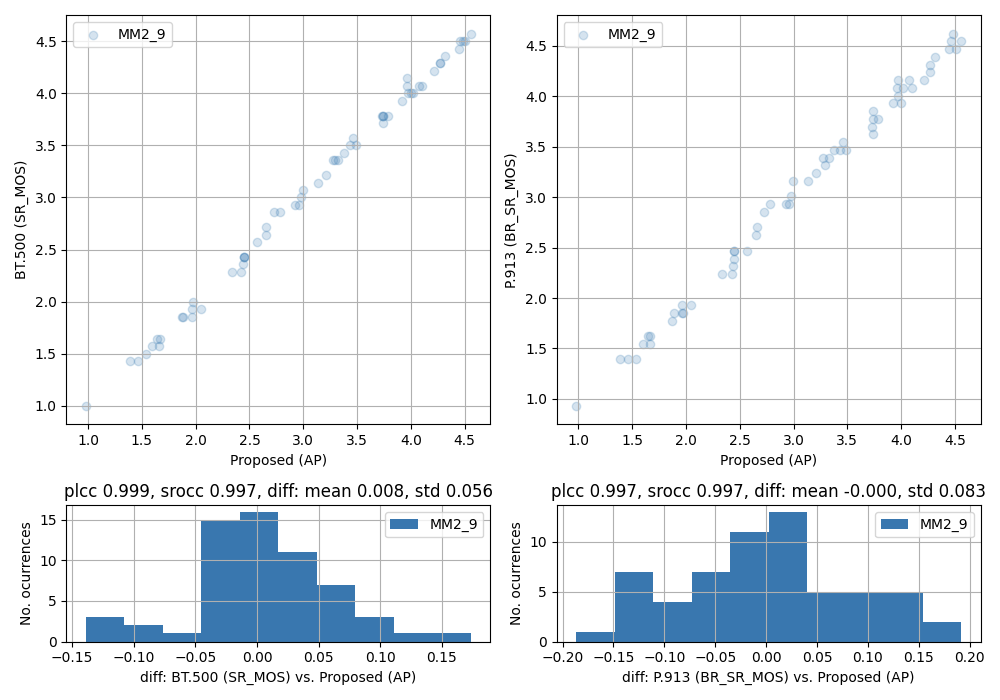 MM2_9
4.5
4.0
3.5
3.0
2.5
2.0
1.5
1.0
BT.500 (SR_MOS)
1.0 1.5 2.0 2.5 3.0 3.5 4.0 4.5
Proposed (AP)
MM2_9
4.5
4.0
3.5
3.0
2.5
2.0
1.5
1.0
P.913 (BR_SR_MOS)
1.0 1.5 2.0 2.5 3.0 3.5 4.0 4.5
Proposed (AP)
plcc 0.999, srocc 0.997, diff: mean 0.008, std 0.056
MM2_9
15
10
5
0
No. ocurrences
−0.15 −0.10 −0.05 0.00 0.05 0.10 0.15
diff: BT.500 (SR_MOS) vs. Proposed (AP)
plcc 0.997, srocc 0.997, diff: mean -0.000, std 0.083
MM2_9
10
5
0
No. ocurrences
−0.20 −0.15 −0.10 −0.05 0.00 0.05 0.10 0.15 0.20
diff: P.913 (BR_SR_MOS) vs. Proposed (AP)